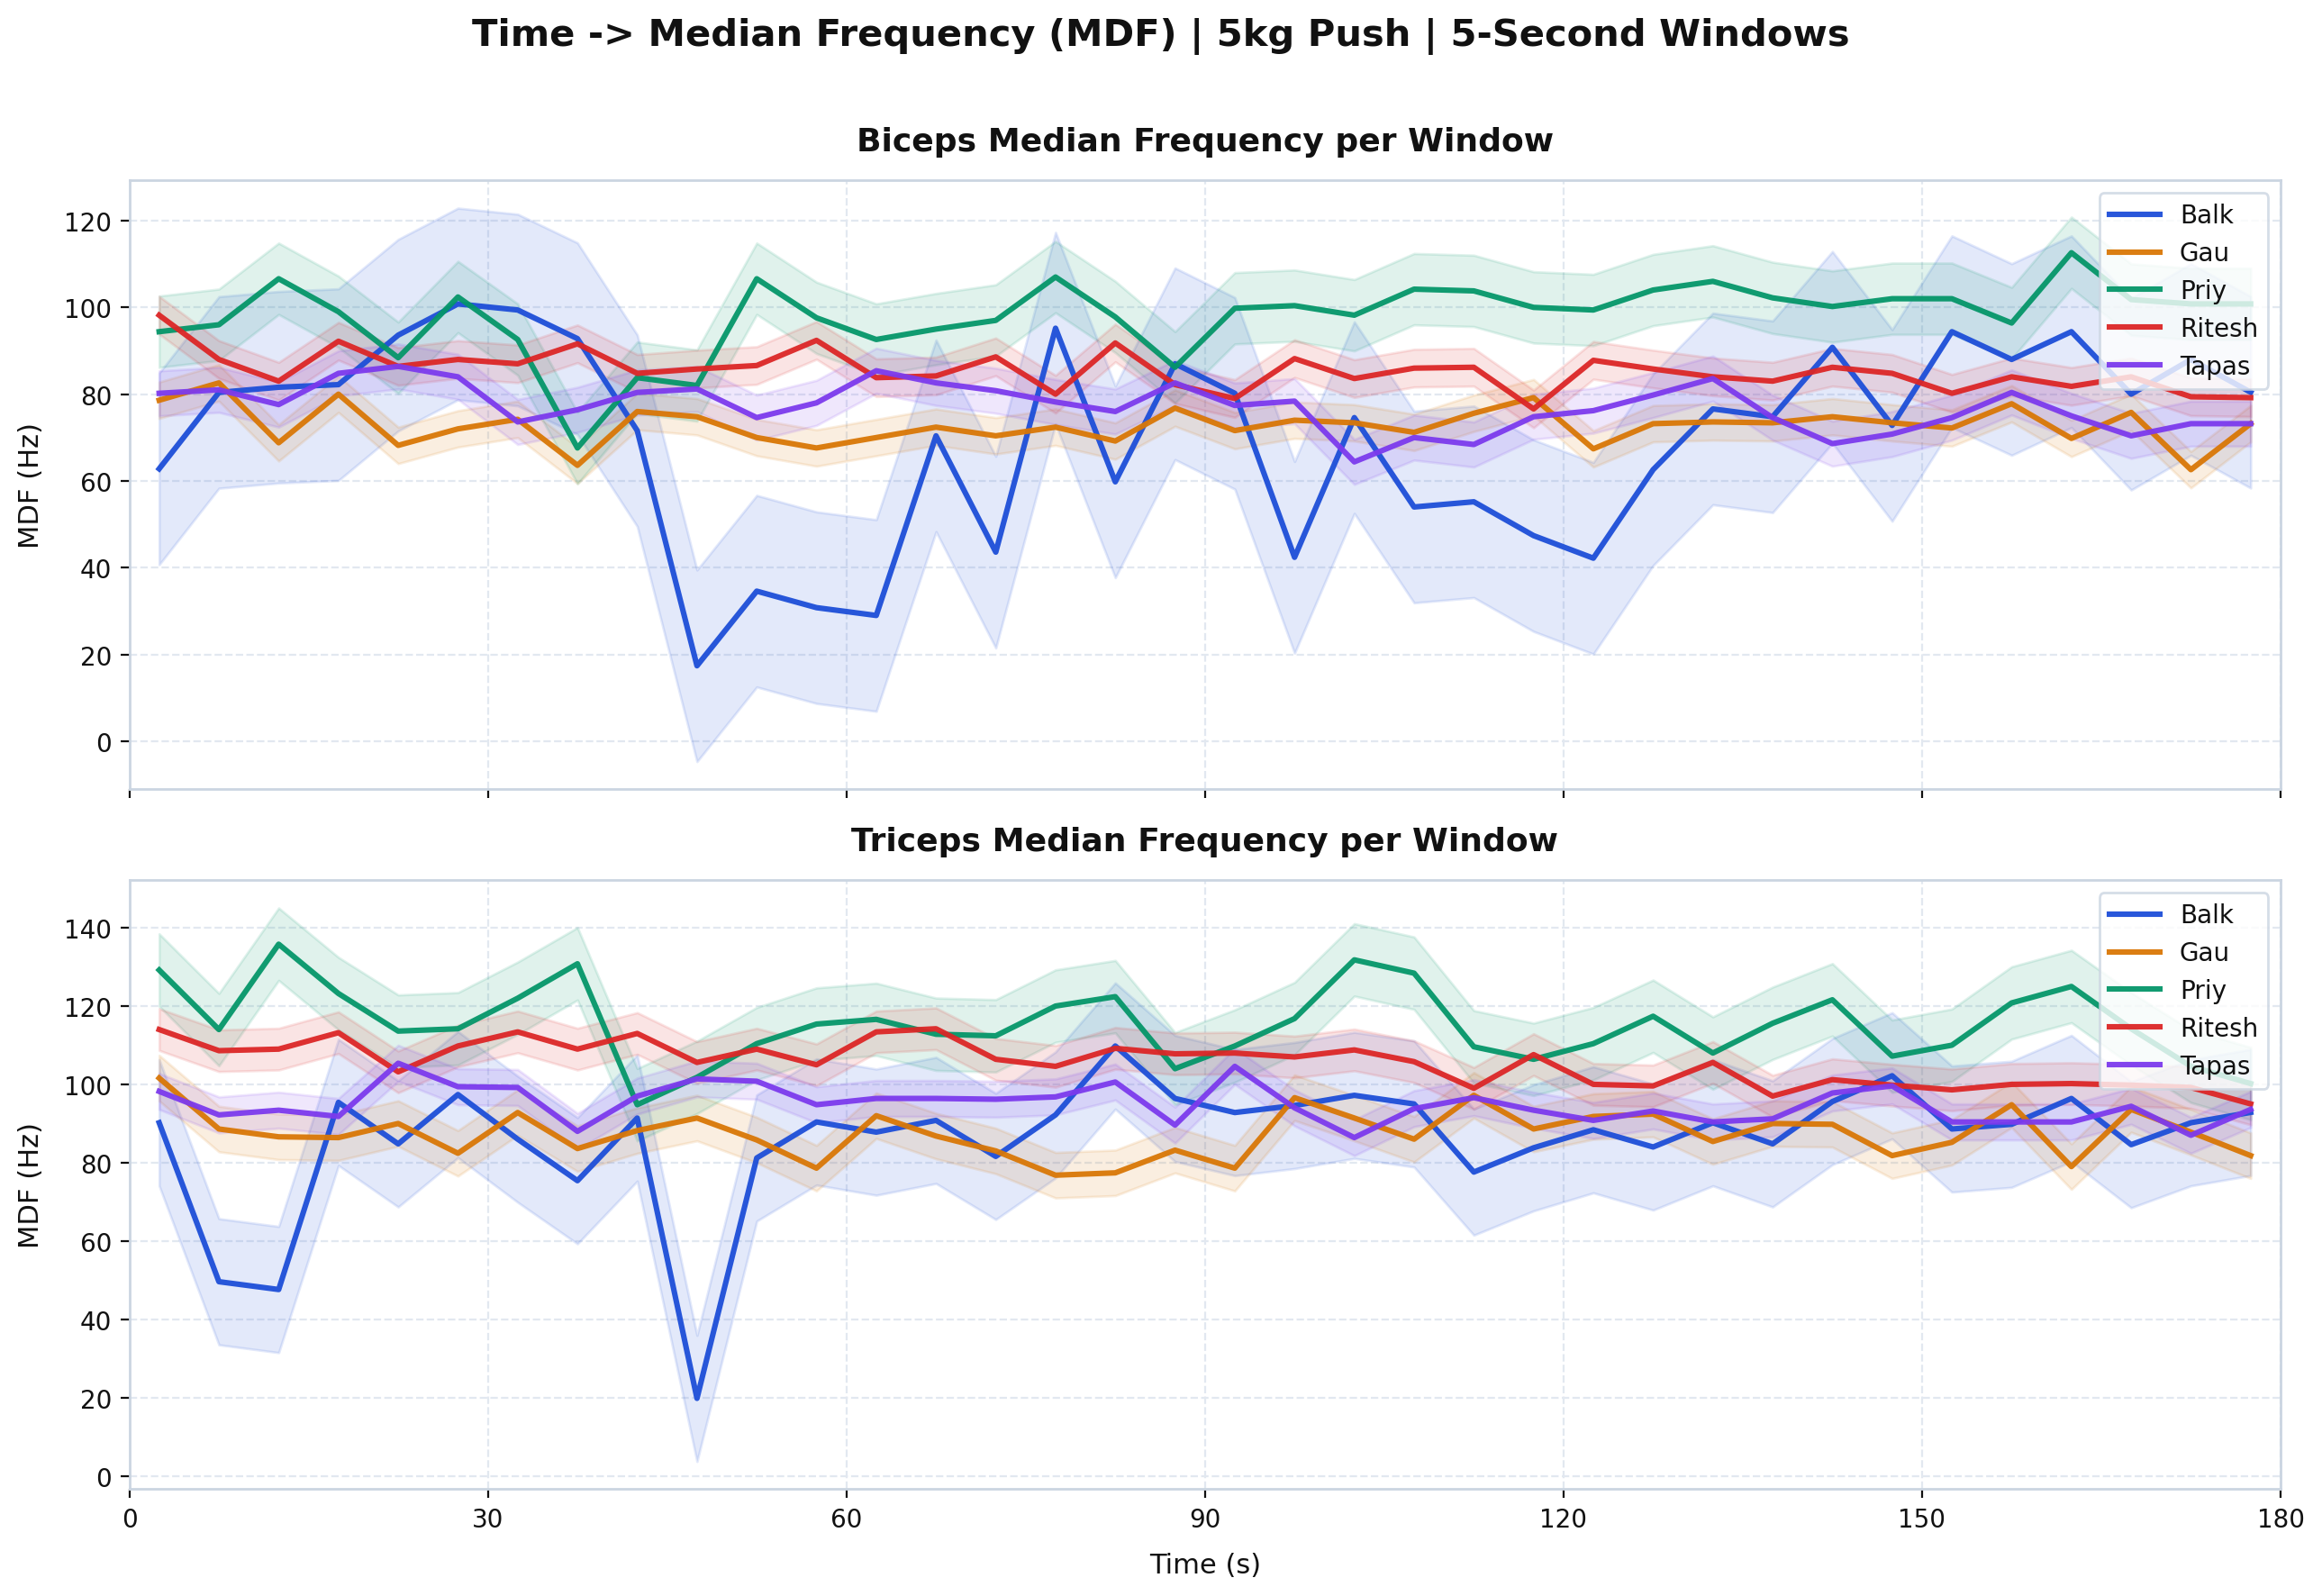 Time -> Median Frequency (MDF) | 5kg Push | 5-Second Windows
Biceps Median Frequency per Window
MDF (Hz)
120
100
80
60
40
20
0
Balk
Gau
Priy
Ritesh
Tapas
Triceps Median Frequency per Window
MDF (Hz)
140
120
100
80
60
40
20
0
Balk
Gau
Priy
Ritesh
Tapas
0 30 60 90 120 150 180
Time (s)